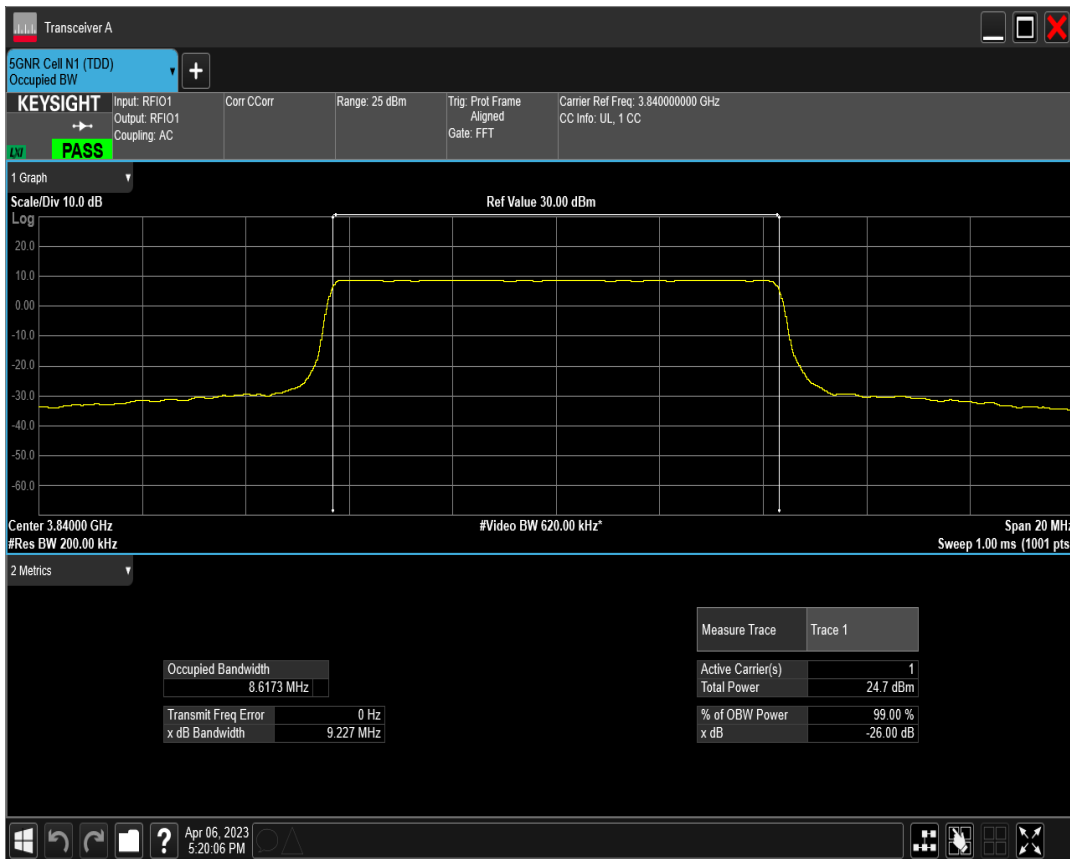 Transceiver A
5GNR Cell N1 (TDD)
Occupied BW
KEYSIGHT
LXI
PASS
Input: RFIO1
Output: RFIO1
Coupling: AC
Corr CCorr
Range: 25 dBm
Trig: Prot Frame
Aligned
Gate: FFT
Carrier Ref Freq: 3.840000000 GHz
CC Info: UL, 1 CC
1 Graph
Scale/Div 10.0 dB
Ref Value 30.00 dBm
Log
20.0
10.0
0.00
-10.0
-20.0
-30.0
-40.0
-50.0
-60.0
Center 3.84000 GHz
#Video BW 620.00 kHz*
Span 20 MHz
#Res BW 200.00 kHz
Sweep 1.00 ms (1001 pts
2 Metrics
Measure Trace Trace 1
Occupied Bandwidth
8.6173 MHz
Active Carrier(s) 1
Total Power 24.7 dBm
Transmit Freq Error 0 Hz
x dB Bandwidth 9.227 MHz
% of OBW Power 99.00 %
x dB -26.00 dB
?
Apr 06, 2023
5:20:06 PM